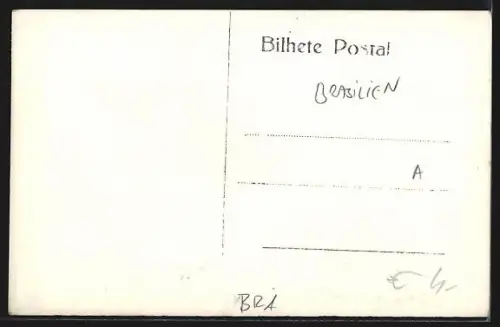 Bilhete Postal
BRASILIEN
A
€ 4,-
BRA